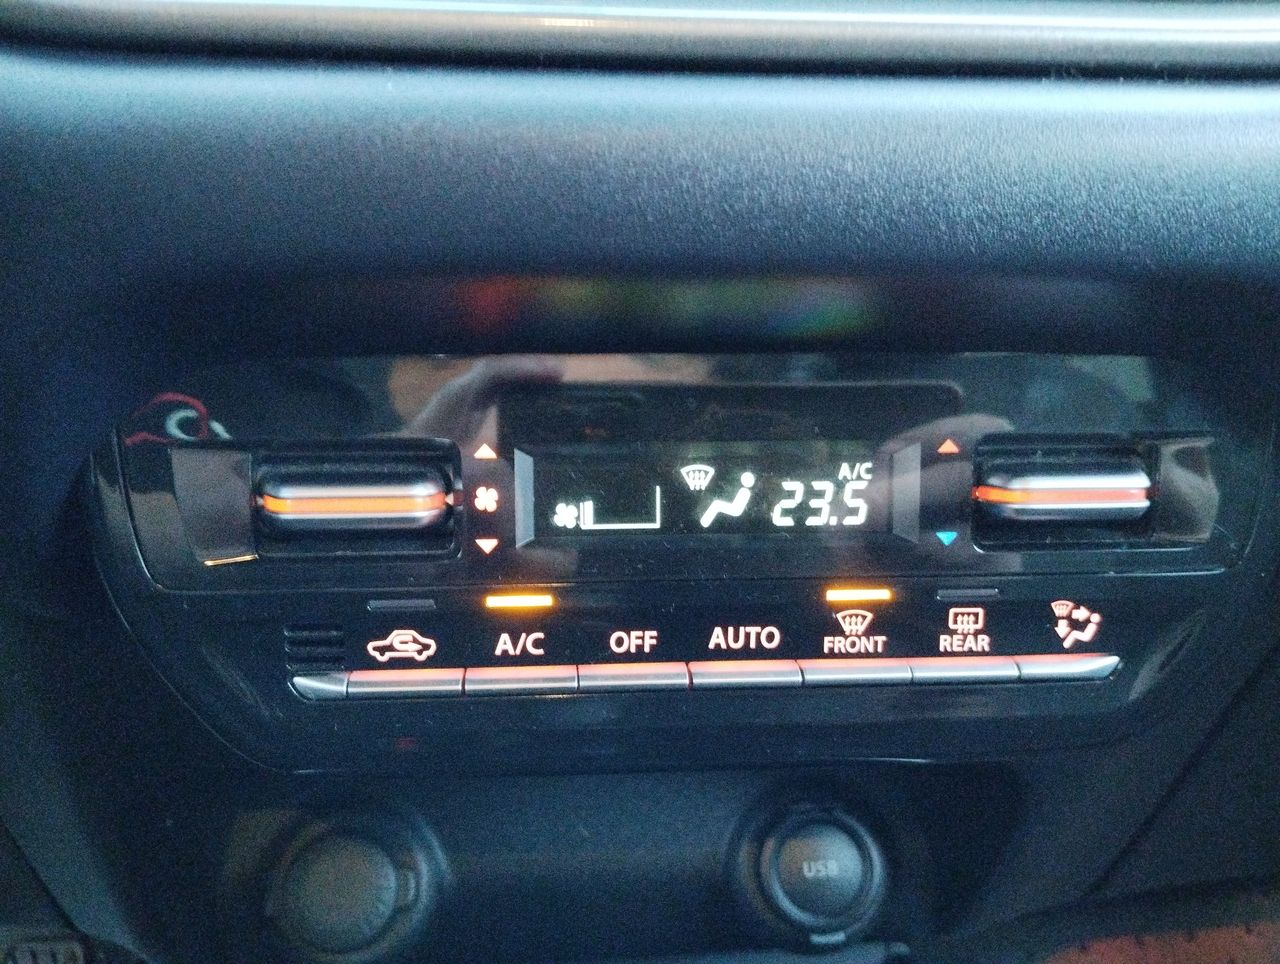 A/C
23.5
A/C OFF AUTO FRONT REAR
USB